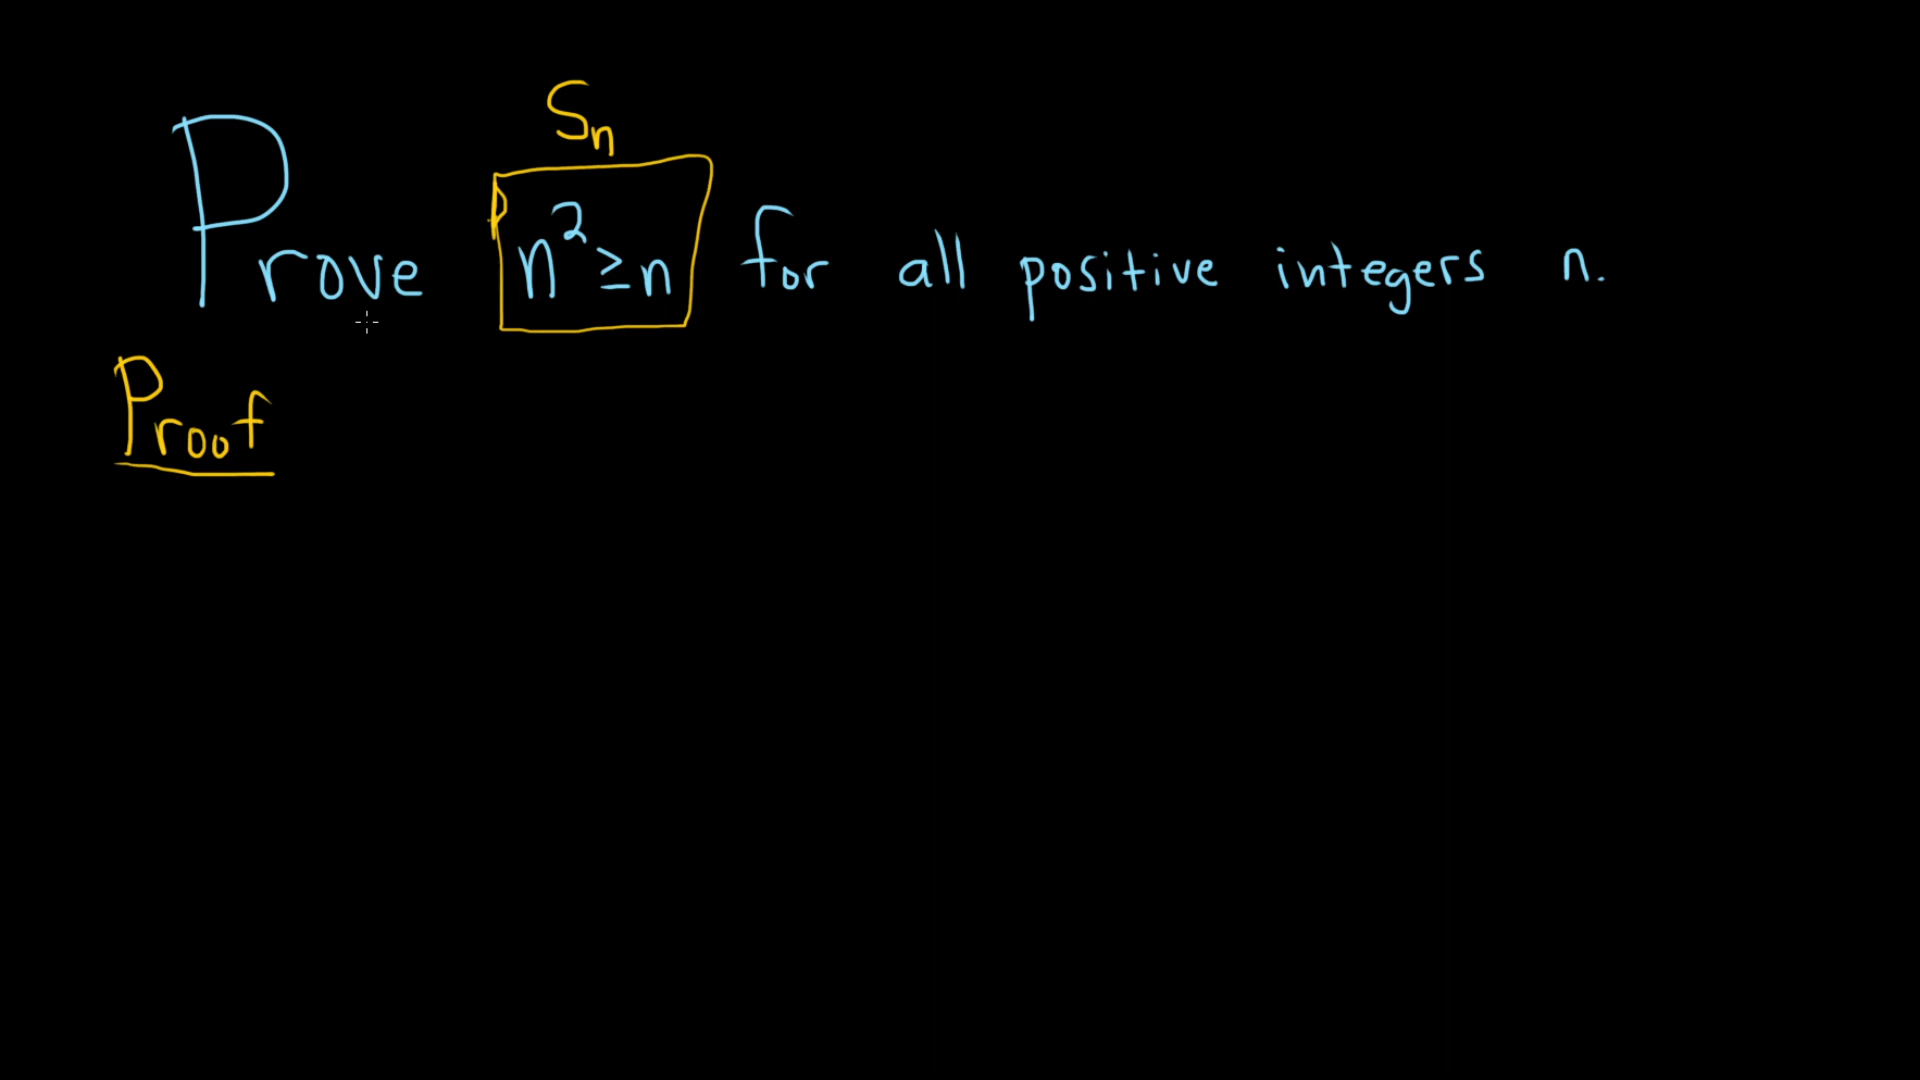 Sn
Prove n² ≥ n for all positive integers n.
Proof